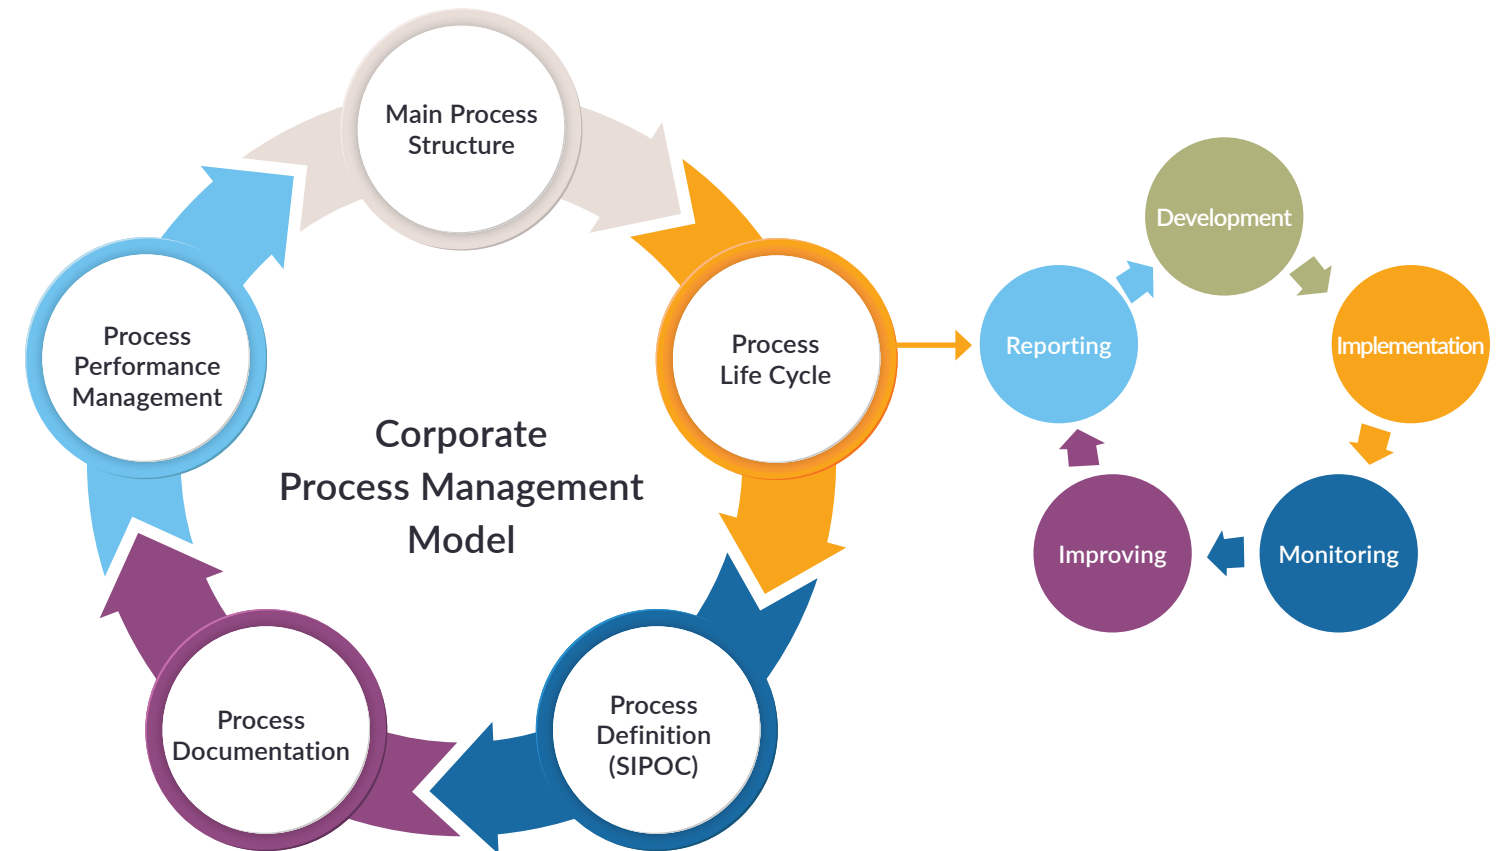 Main Process
Structure
Process
Life Cycle
Process
Definition
(SIPOC)
Process
Documentation
Process
Performance
Management
Corporate
Process Management
Model
Development
Implementation
Monitoring
Improving
Reporting